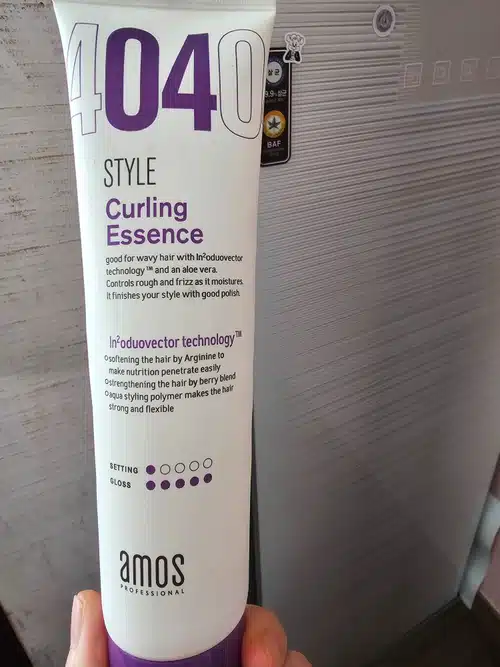 4040
STYLE
Curling
Essence
good for wavy hair with In²oduovector
technology™ and an aloe vera.
Controls rough and frizz as it moistures.
It finishes your style with good polish.
In²oduovector technology™
softening the hair by Arginine to
make nutrition penetrate easily
strengthening the hair by berry blend
aqua styling polymer makes the hair
strong and flexible
SETTING
GLOSS
amos
PROFESSIONAL
BAF